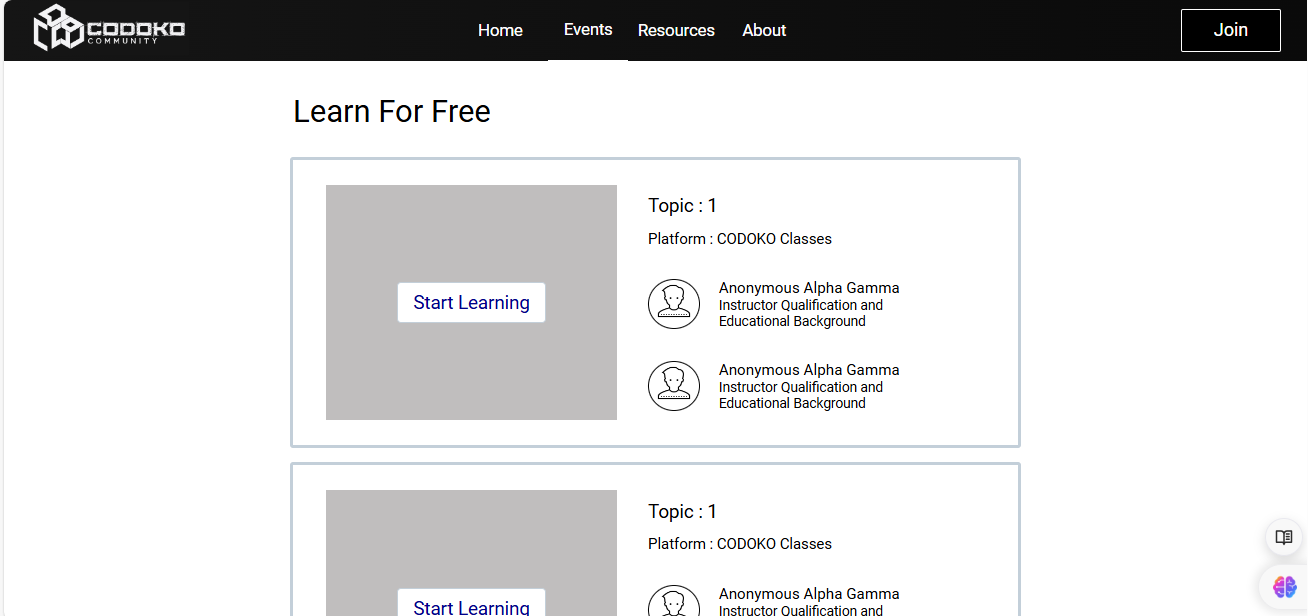 CODOKO
COMMUNITY
Home
Events
Resources
About
Join
Learn For Free
Start Learning
Topic : 1
Platform : CODOKO Classes
Anonymous Alpha Gamma
Instructor Qualification and
Educational Background
Anonymous Alpha Gamma
Instructor Qualification and
Educational Background
Start Learning
Topic : 1
Platform : CODOKO Classes
Anonymous Alpha Gamma
Instructor Qualification and